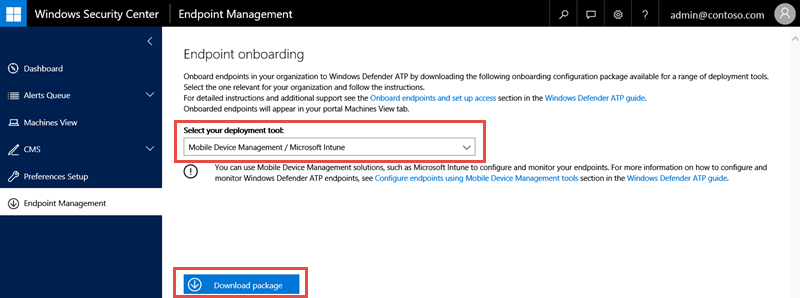 Windows Security Center Endpoint Management ? admin@contoso.com
Endpoint onboarding
Dashboard
Alerts Queue
Machines View
CMS
Preferences Setup
Endpoint Management
Onboard endpoints in your organization to Windows Defender ATP by downloading the following onboarding configuration package available for a range of deployment tools.
Select the one relevant for your organization and follow the instructions.
For detailed instructions and additional support see the Onboard endpoints and set up access section in the Windows Defender ATP guide.
Onboarded endpoints will appear in your portal Machines View tab.
Select your deployment tool:
Mobile Device Management / Microsoft Intune
You can use Mobile Device Management solutions, such as Microsoft Intune to configure and monitor your endpoints. For more information on how to configure and
monitor Windows Defender ATP endpoints, see Configure endpoints using Mobile Device Management tools section in the Windows Defender ATP guide.
Download package